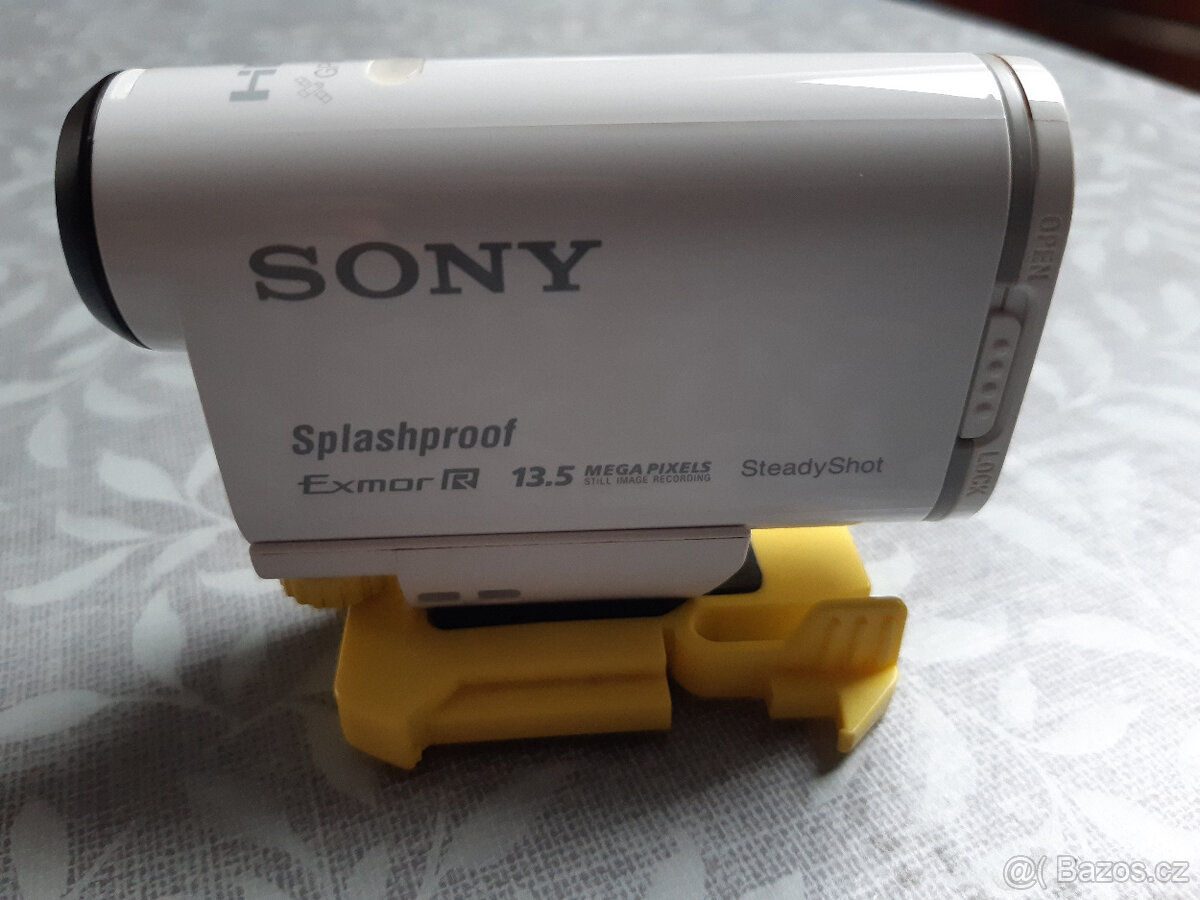 SONY
Splashproof
Exmor R 13.5 MEGA PIXELS SteadyShot
STILL IMAGE RECORDING
OPEN
LOCK
@( Bazos.cz